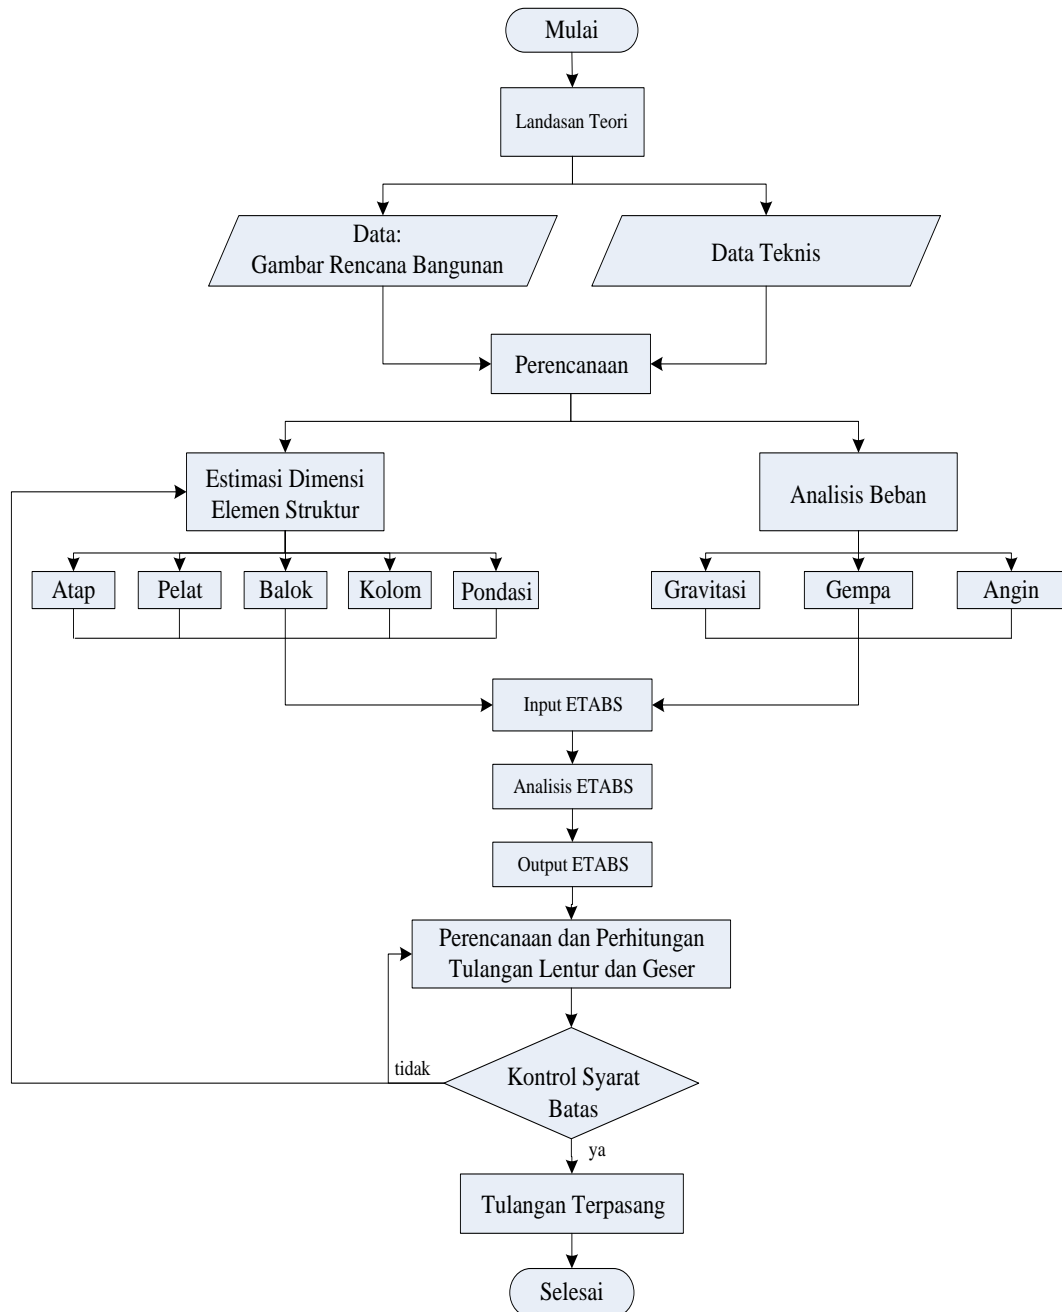 Mulai
Landasan Teori
Data:
Gambar Rencana Bangunan
Data Teknis
Perencanaan
Estimasi Dimensi
Elemen Struktur
Analisis Beban
Atap
Pelat
Balok
Kolom
Pondasi
Gravitasi
Gempa
Angin
Input ETABS
Analisis ETABS
Output ETABS
Perencanaan dan Perhitungan
Tulangan Lentur dan Geser
tidak
Kontrol Syarat
Batas
ya
Tulangan Terpasang
Selesai